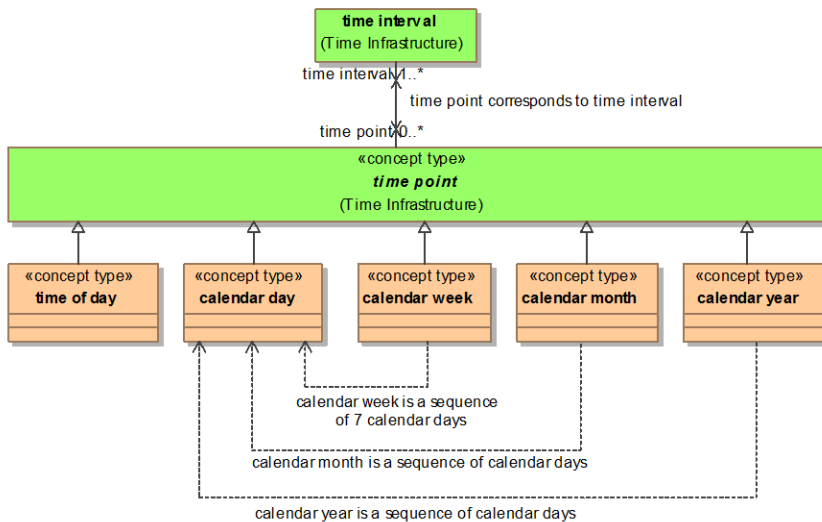 time interval
(Time Infrastructure)
time interval 1..*
time point corresponds to time interval
time point 0..*
«concept type»
time point
(Time Infrastructure)
«concept type»
time of day
«concept type»
calendar day
«concept type»
calendar week
«concept type»
calendar month
«concept type»
calendar year
calendar week is a sequence
of 7 calendar days
calendar month is a sequence of calendar days
calendar year is a sequence of calendar days